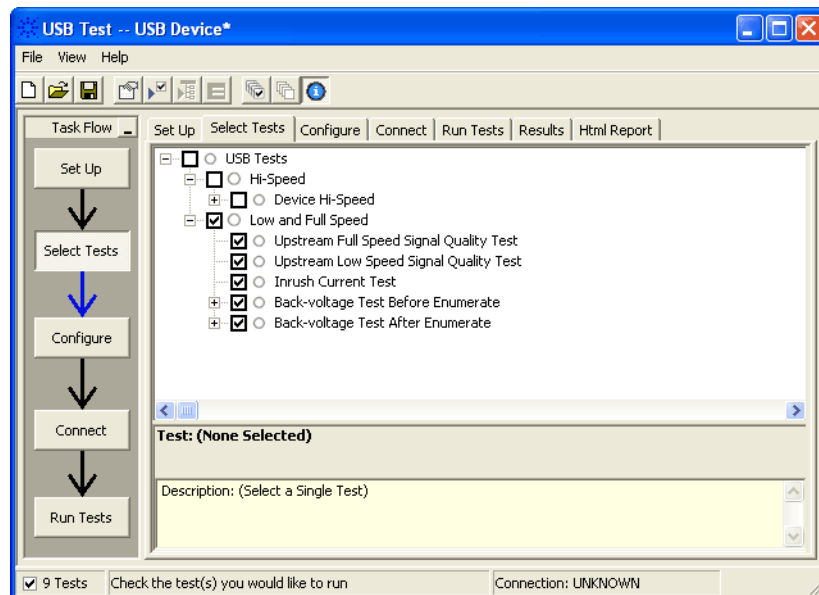 USB Test -- USB Device*
File View Help
Task Flow
Set Up
Select Tests
Configure
Connect
Run Tests
Set Up Select Tests Configure Connect Run Tests Results Html Report
USB Tests
Hi-Speed
Device Hi-Speed
Low and Full Speed
Upstream Full Speed Signal Quality Test
Upstream Low Speed Signal Quality Test
Inrush Current Test
Back-voltage Test Before Enumerate
Back-voltage Test After Enumerate
Test: (None Selected)
Description: (Select a Single Test)
9 Tests Check the test(s) you would like to run Connection: UNKNOWN